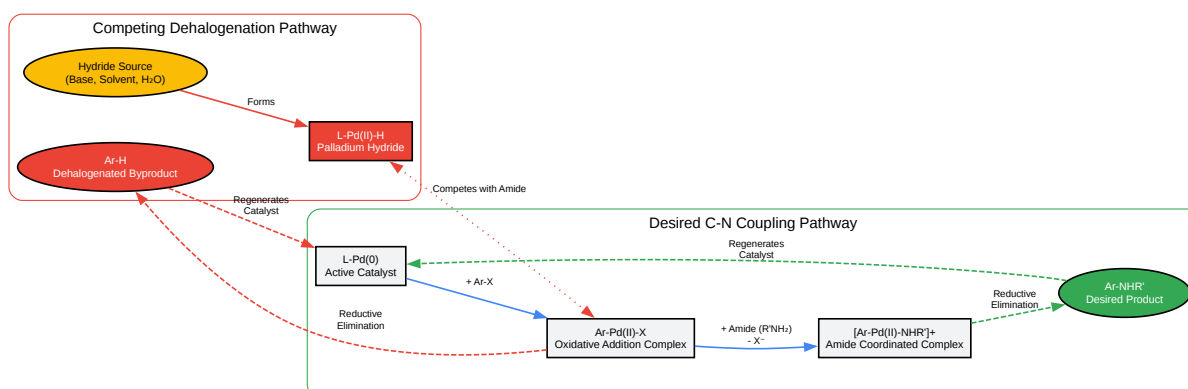 Competing Dehalogenation Pathway
Hydride Source
(Base, Solvent, H₂O)
Forms
L-Pd(II)-H
Palladium Hydride
Ar-H
Dehalogenated Byproduct
Competes with Amide
Regenerates
Catalyst
Desired C-N Coupling Pathway
Regenerates
Catalyst
L-Pd(0)
Active Catalyst
+ Ar-X
Ar-NHR'
Desired Product
Reductive
Elimination
Reductive
Elimination
Ar-Pd(II)-X
Oxidative Addition Complex
+ Amide (R'NH₂)
- X⁻
[Ar-Pd(II)-NHR']+
Amide Coordinated Complex